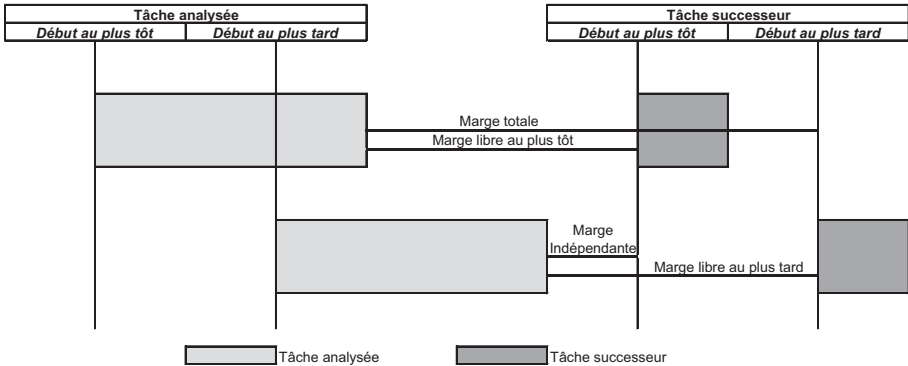 Tâche analysée
Tâche successeur
Début au plus tôt
Début au plus tard
Début au plus tôt
Début au plus tard
Marge totale
Marge libre au plus tôt
Marge
Indépendante
Marge libre au plus tard
Tâche analysée
Tâche successeur